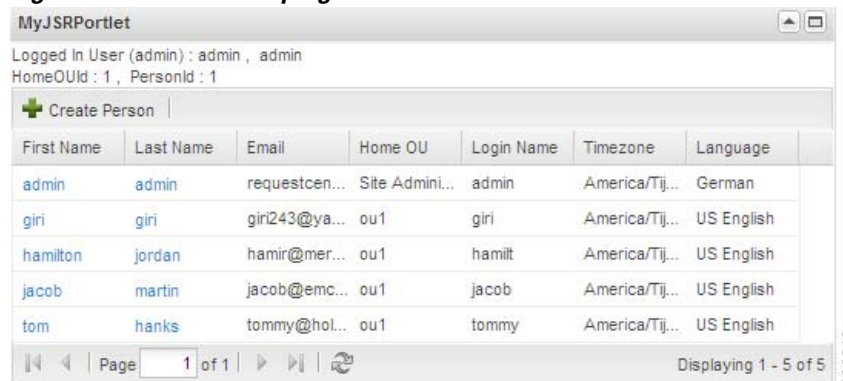 MyJSRPortlet
Logged In User (admin) : admin , admin
HomeOUId : 1 , PersonId : 1
Create Person
First Name Last Name Email Home OU Login Name Timezone Language
admin admin requestcen... Site Admini... admin America/Tij... German
giri giri giri243@ya... ou1 giri America/Tij... US English
hamilton jordan hamir@mer... ou1 hamilt America/Tij... US English
jacob martin jacob@emc... ou1 jacob America/Tij... US English
tom hanks tommy@hol... ou1 tommy America/Tij... US English
Page 1 of 1 Displaying 1 - 5 of 5